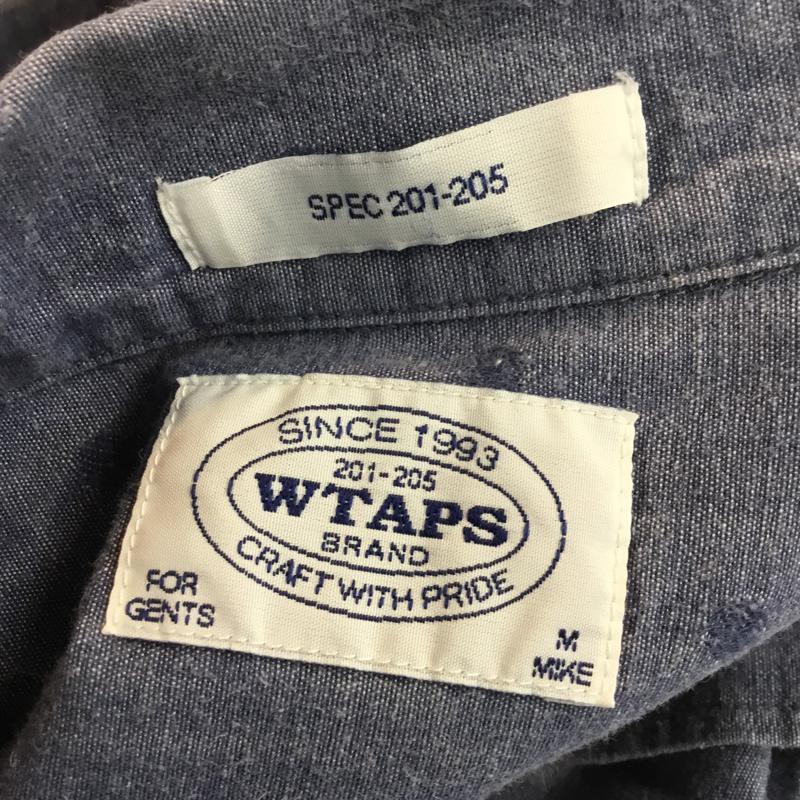 SPEC 201-205
SINCE 1993
201-205
WTAPS
BRAND
CRAFT WITH PRIDE
FOR
GENTS
M
MIKE